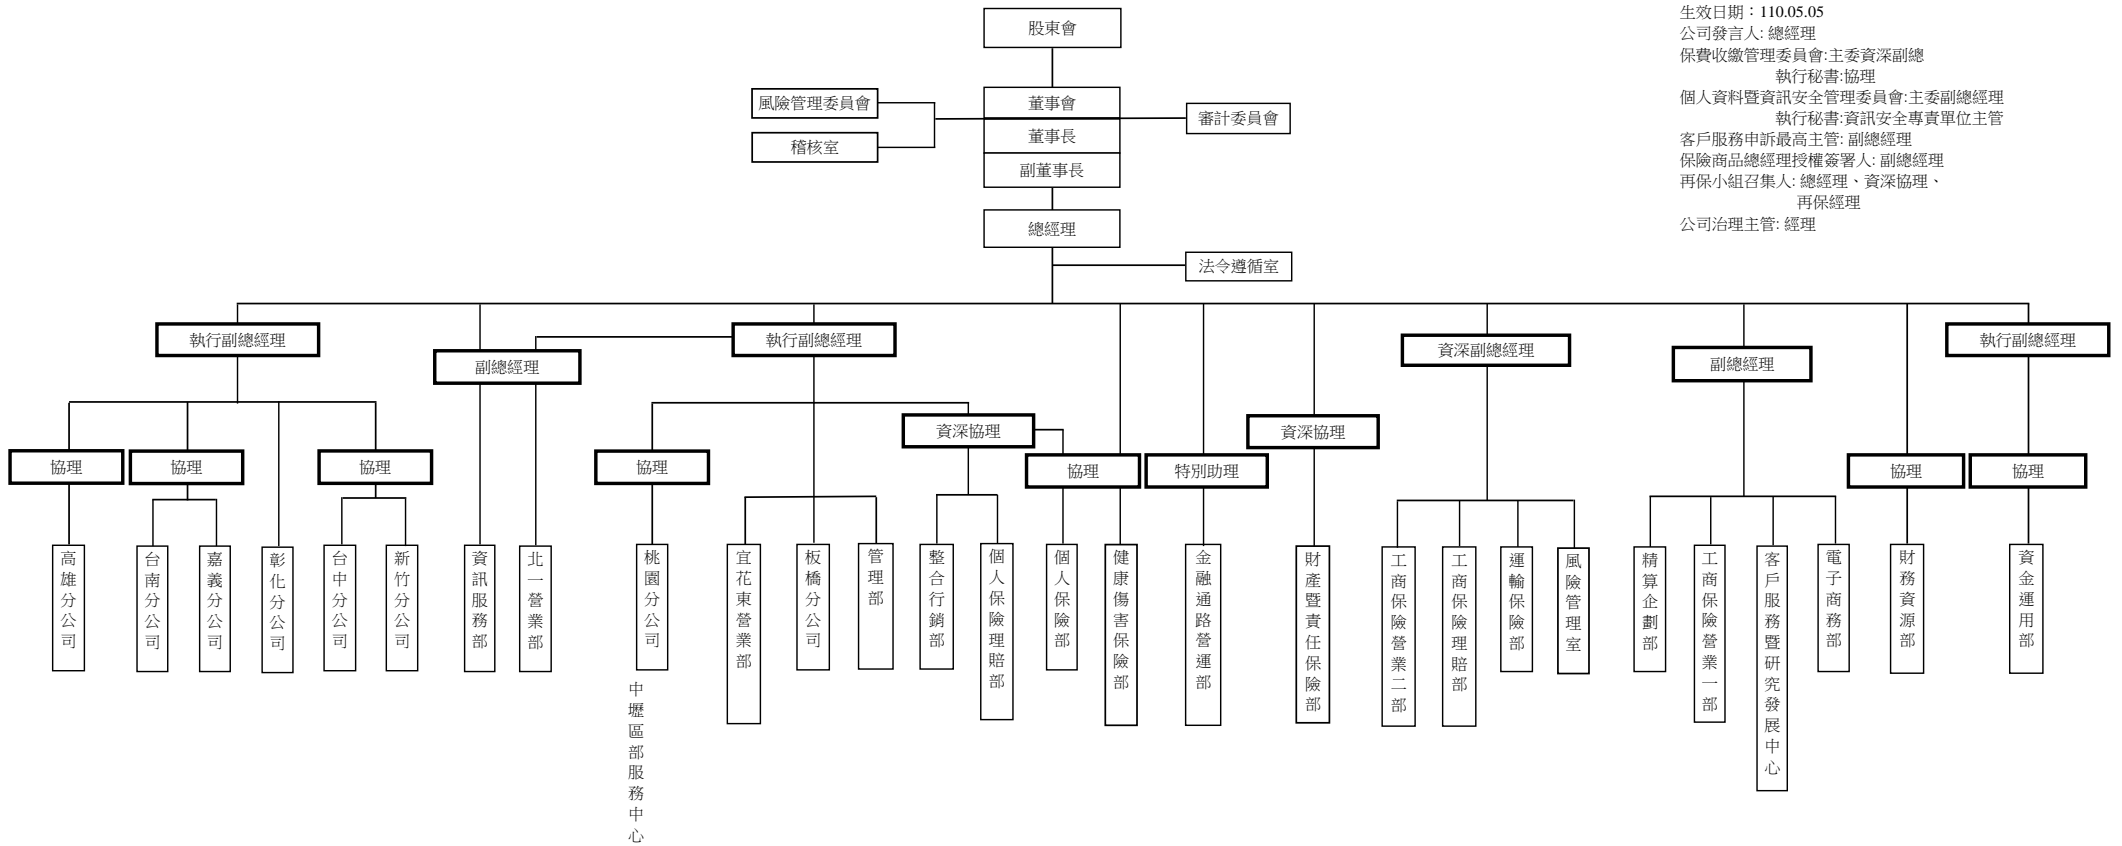 生效日期：110.05.05
公司發言人: 總經理
保費收繳管理委員會:主委資深副總
執行秘書:協理
個人資料暨資訊安全管理委員會:主委副總經理
執行秘書:資訊安全專責單位主管
客戶服務申訴最高主管: 副總經理
保險商品總經理授權簽署人: 副總經理
再保小組召集人: 總經理、資深協理、
再保經理
公司治理主管: 經理
股東會
風險管理委員會
董事會
審計委員會
董事長
稽核室
副董事長
總經理
法令遵循室
執行副總經理
副總經理
執行副總經理
資深副總經理
副總經理
執行副總經理
協理
協理
協理
協理
資深協理
協理
特別助理
資深協理
協理
協理
高雄分公司
台南分公司
嘉義分公司
彰化分公司
台中分公司
新竹分公司
資訊服務部
北一營業部
桃園分公司
中壢區部服務中心
宜花東營業部
板橋分公司
管理部
整合行銷部
個人保險理賠部
個人保險部
健康傷害保險部
金融通路營運部
財產暨責任保險部
工商保險營業二部
工商保險理賠部
運輸保險部
風險管理室
精算企劃部
工商保險營業一部
客戶服務暨研究發展中心
電子商務部
財務資源部
資金運用部